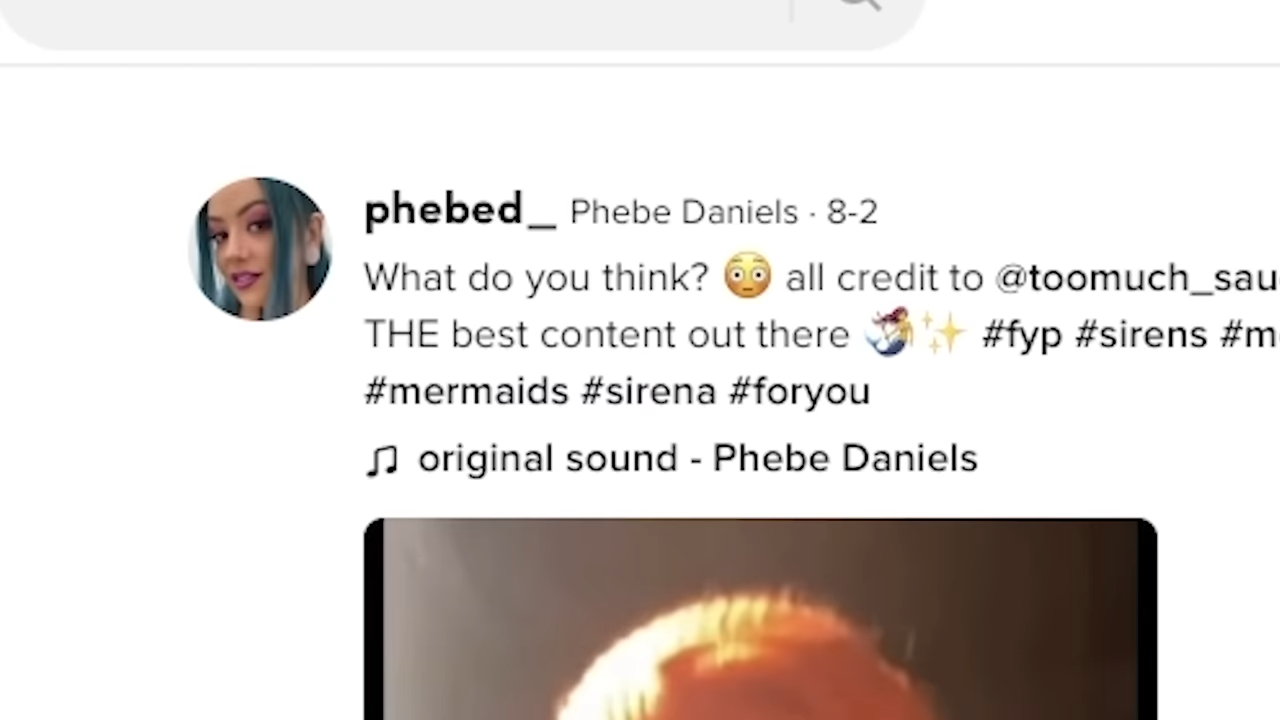 phebed_ Phebe Daniels · 8-2
What do you think? 😳 all credit to
THE best content out there 🧜‍♀️✨ #fyp #sirens
#mermaids #sirena #foryou
♫ original sound - Phebe Daniels